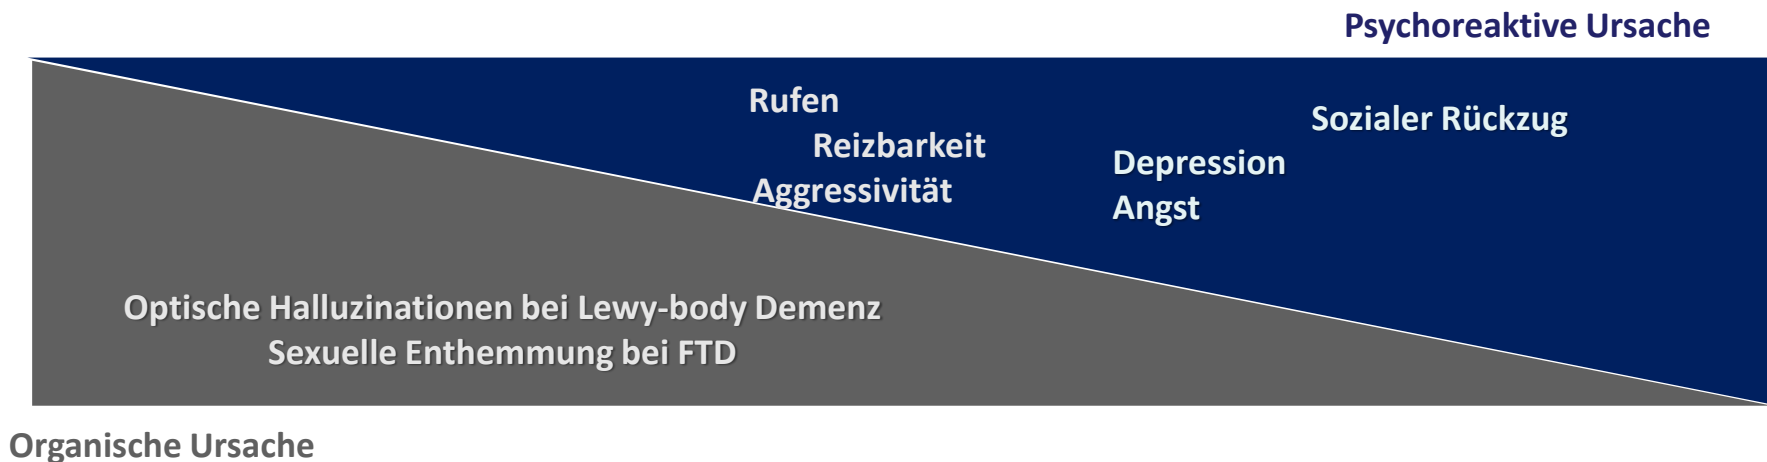 Psychoreaktive Ursache
Rufen
Sozialer Rückzug
Reizbarkeit
Depression
Aggressivität
Angst
Optische Halluzinationen bei Lewy-body Demenz
Sexuelle Enthemmung bei FTD
Organische Ursache